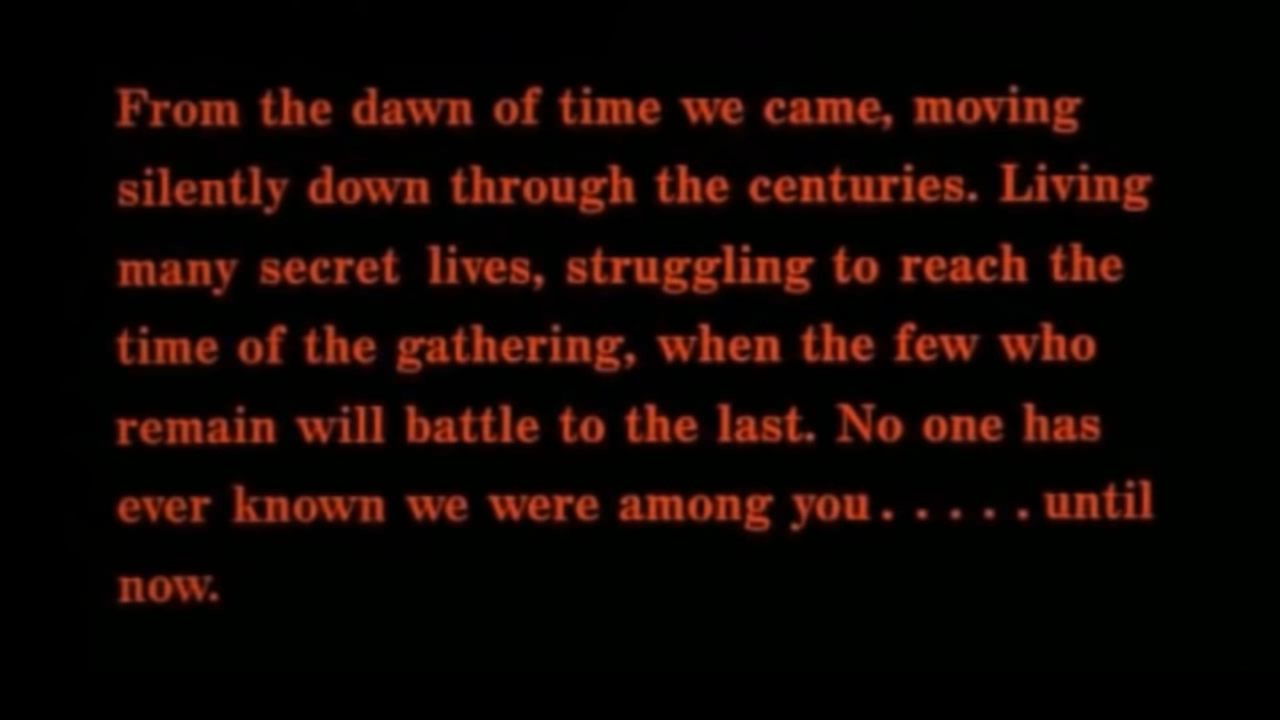 From the dawn of time we came, moving
silently down through the centuries. Living
many secret lives, struggling to reach the
time of the gathering, when the few who
remain will battle to the last. No one has
ever known we were among you.....until
now.